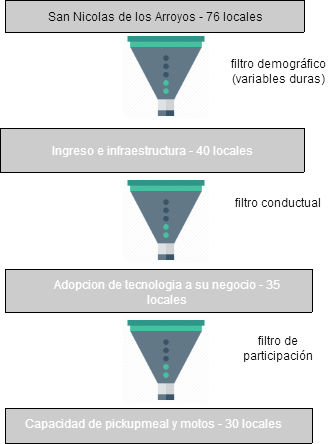 San Nicolas de los Arroyos - 76 locales
filtro demográfico
(variables duras)
Ingreso e infraestructura - 40 locales
filtro conductual
Adopcion de tecnologia a su negocio - 35
locales
filtro de
participación
Capacidad de pickupmeal y motos - 30 locales